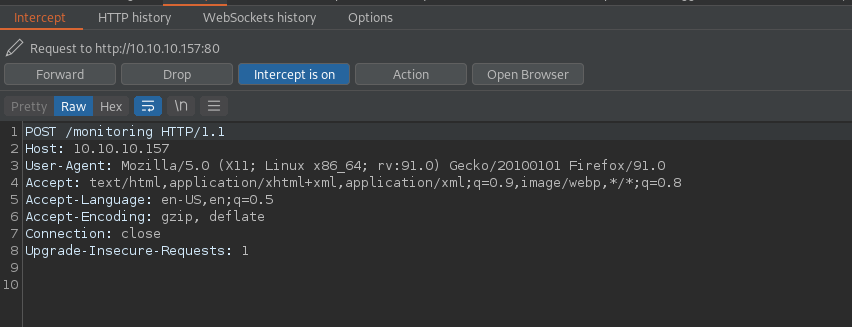 Intercept HTTP history WebSockets history Options
Request to http://10.10.10.157:80
Forward Drop Intercept is on Action Open Browser
Pretty Raw Hex \n
1 POST /monitoring HTTP/1.1
2 Host: 10.10.10.157
3 User-Agent: Mozilla/5.0 (X11; Linux x86_64; rv:91.0) Gecko/20100101 Firefox/91.0
4 Accept: text/html,application/xhtml+xml,application/xml;q=0.9,image/webp,*/*;q=0.8
5 Accept-Language: en-US,en;q=0.5
6 Accept-Encoding: gzip, deflate
7 Connection: close
8 Upgrade-Insecure-Requests: 1
9
10